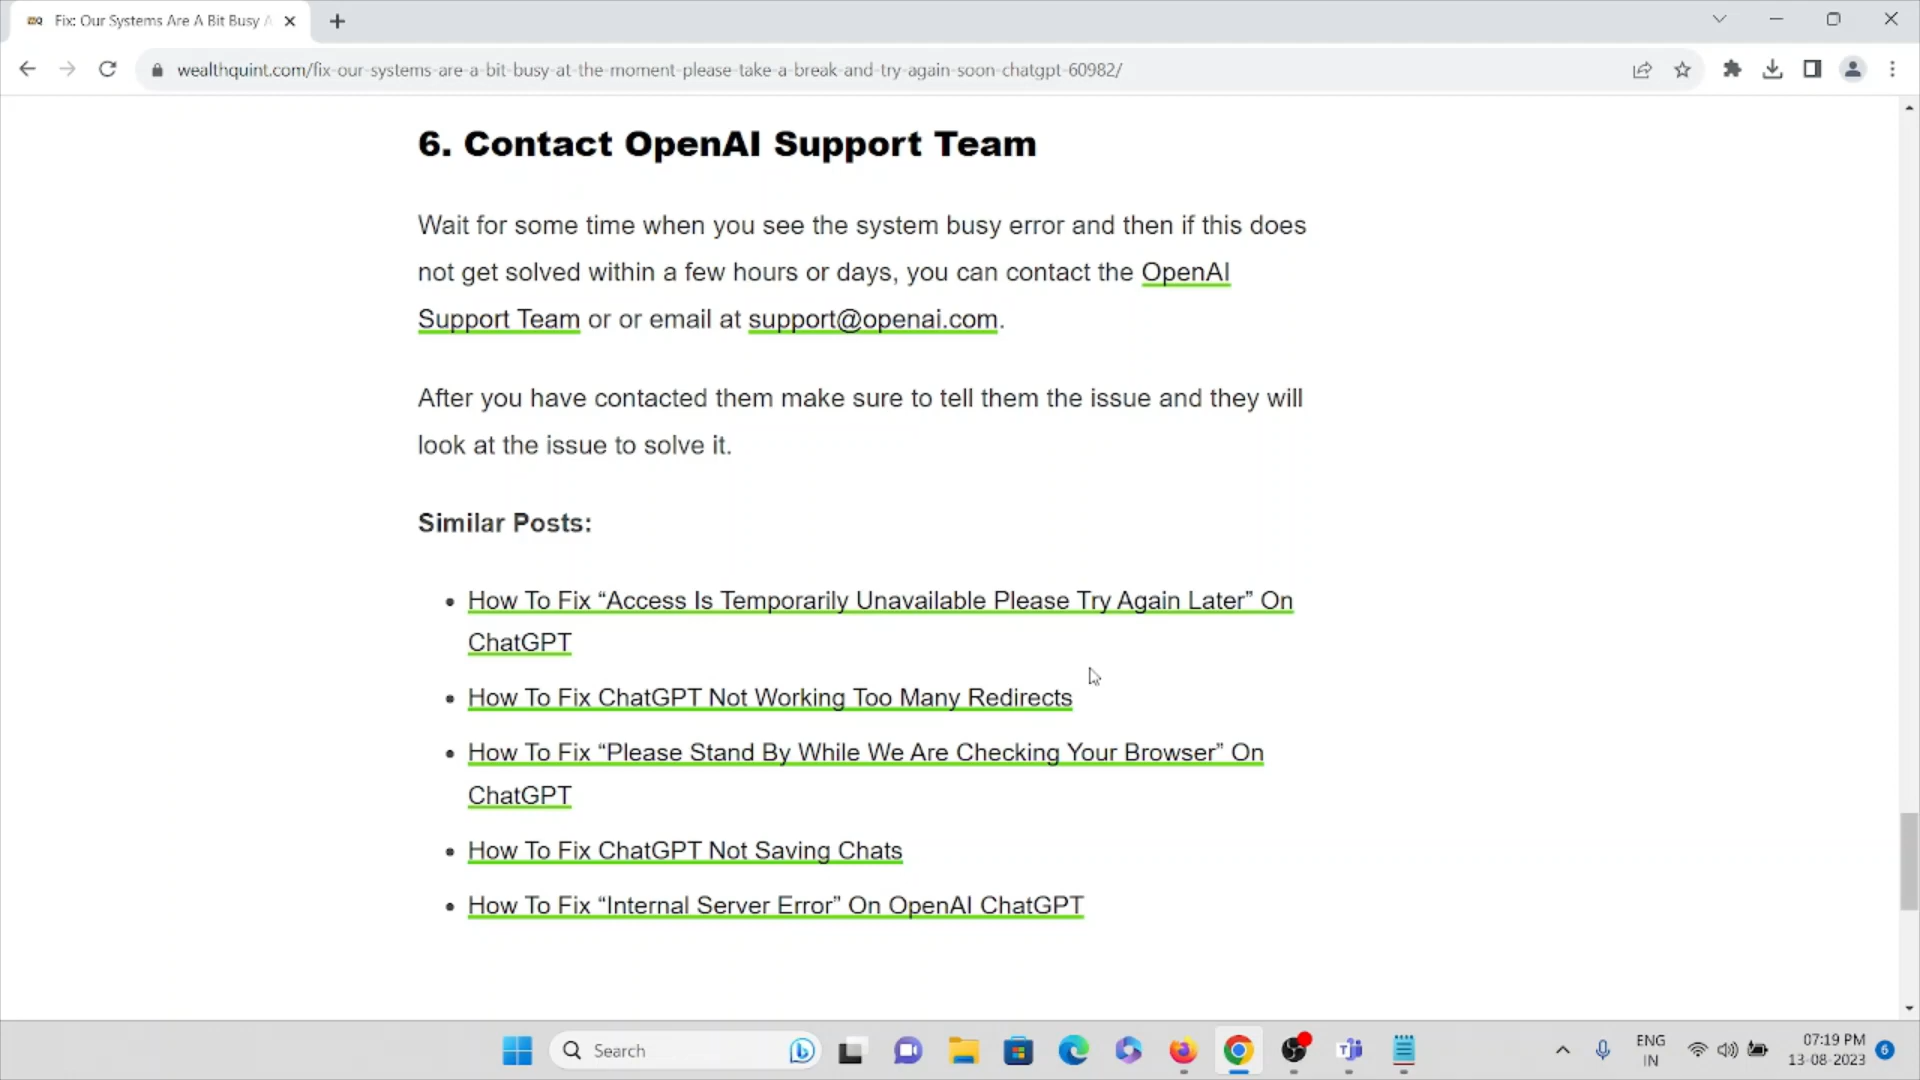 Fix: Our Systems Are A Bit Busy A
wealthquint.com/fix-our-systems-are-a-bit-busy-at-the-moment-please-take-a-break-and-try-again-soon-chatgpt-60982/
6. Contact OpenAI Support Team
Wait for some time when you see the system busy error and then if this does
not get solved within a few hours or days, you can contact the OpenAI
Support Team or or email at support@openai.com.
After you have contacted them make sure to tell them the issue and they will
look at the issue to solve it.
Similar Posts:
• How To Fix “Access Is Temporarily Unavailable Please Try Again Later” On
ChatGPT
• How To Fix ChatGPT Not Working Too Many Redirects
• How To Fix “Please Stand By While We Are Checking Your Browser” On
ChatGPT
• How To Fix ChatGPT Not Saving Chats
• How To Fix “Internal Server Error” On OpenAI ChatGPT
Search
ENG
IN
07:19 PM
13-08-2023
6